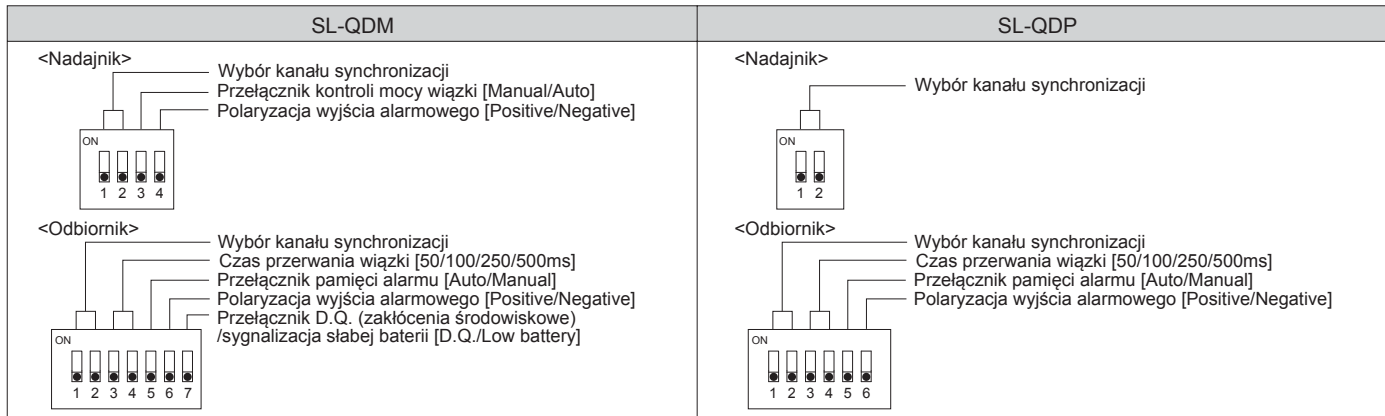 SL-QDM
<Nadajnik>
Wybór kanału synchronizacji
Przełącznik kontroli mocy wiązki [Manual/Auto]
Polaryzacja wyjścia alarmowego [Positive/Negative]
ON
1 2 3 4
<Odbiornik>
Wybór kanału synchronizacji
Czas przerwania wiązki [50/100/250/500ms]
Przełącznik pamięci alarmu [Auto/Manual]
Polaryzacja wyjścia alarmowego [Positive/Negative]
Przełącznik D.Q. (zakłócenia środowiskowe)
/sygnalizacja słabej baterii [D.Q./Low battery]
ON
1 2 3 4 5 6 7
SL-QDP
<Nadajnik>
Wybór kanału synchronizacji
ON
1 2
<Odbiornik>
Wybór kanału synchronizacji
Czas przerwania wiązki [50/100/250/500ms]
Przełącznik pamięci alarmu [Auto/Manual]
Polaryzacja wyjścia alarmowego [Positive/Negative]
ON
1 2 3 4 5 6